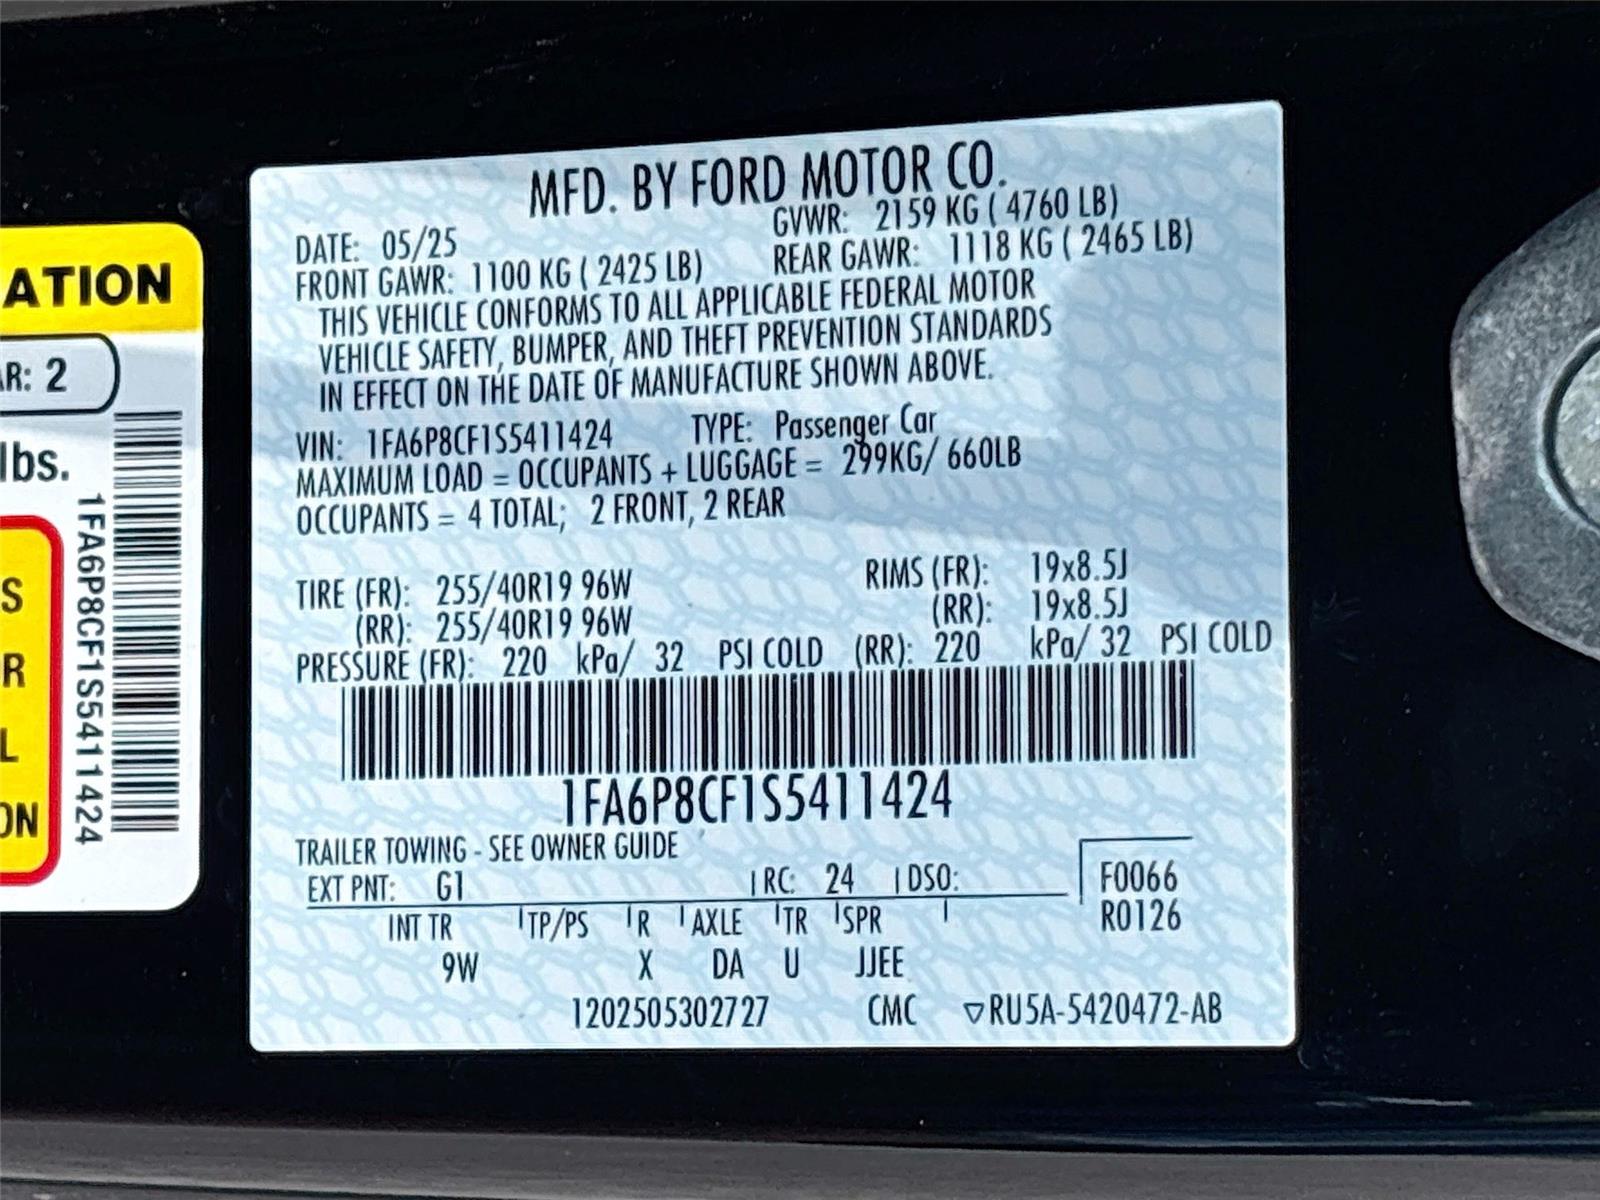 ATION
AR: 2
lbs.
S
R
L
ON
1FA6P8CF1S5411424
MFD. BY FORD MOTOR CO.
DATE: 05/25 GVWR: 2159 KG ( 4760 LB)
FRONT GAWR: 1100 KG ( 2425 LB) REAR GAWR: 1118 KG ( 2465 LB)
THIS VEHICLE CONFORMS TO ALL APPLICABLE FEDERAL MOTOR
VEHICLE SAFETY, BUMPER, AND THEFT PREVENTION STANDARDS
IN EFFECT ON THE DATE OF MANUFACTURE SHOWN ABOVE.
VIN: 1FA6P8CF1S5411424 TYPE: Passenger Car
MAXIMUM LOAD = OCCUPANTS + LUGGAGE = 299KG/ 660LB
OCCUPANTS = 4 TOTAL; 2 FRONT, 2 REAR
TIRE (FR): 255/40R19 96W RIMS (FR): 19x8.5J
(RR): 255/40R19 96W (RR): 19x8.5J
PRESSURE (FR): 220 kPa/ 32 PSI COLD (RR): 220 kPa/ 32 PSI COLD
1FA6P8CF1S5411424
TRAILER TOWING - SEE OWNER GUIDE
EXT PNT: G1 RC: 24 DSO: F0066
R0126
INT TR TP/PS R AXLE TR SPR
9W X DA U JJEE
1202505302727 CMC ▽RU5A-5420472-AB